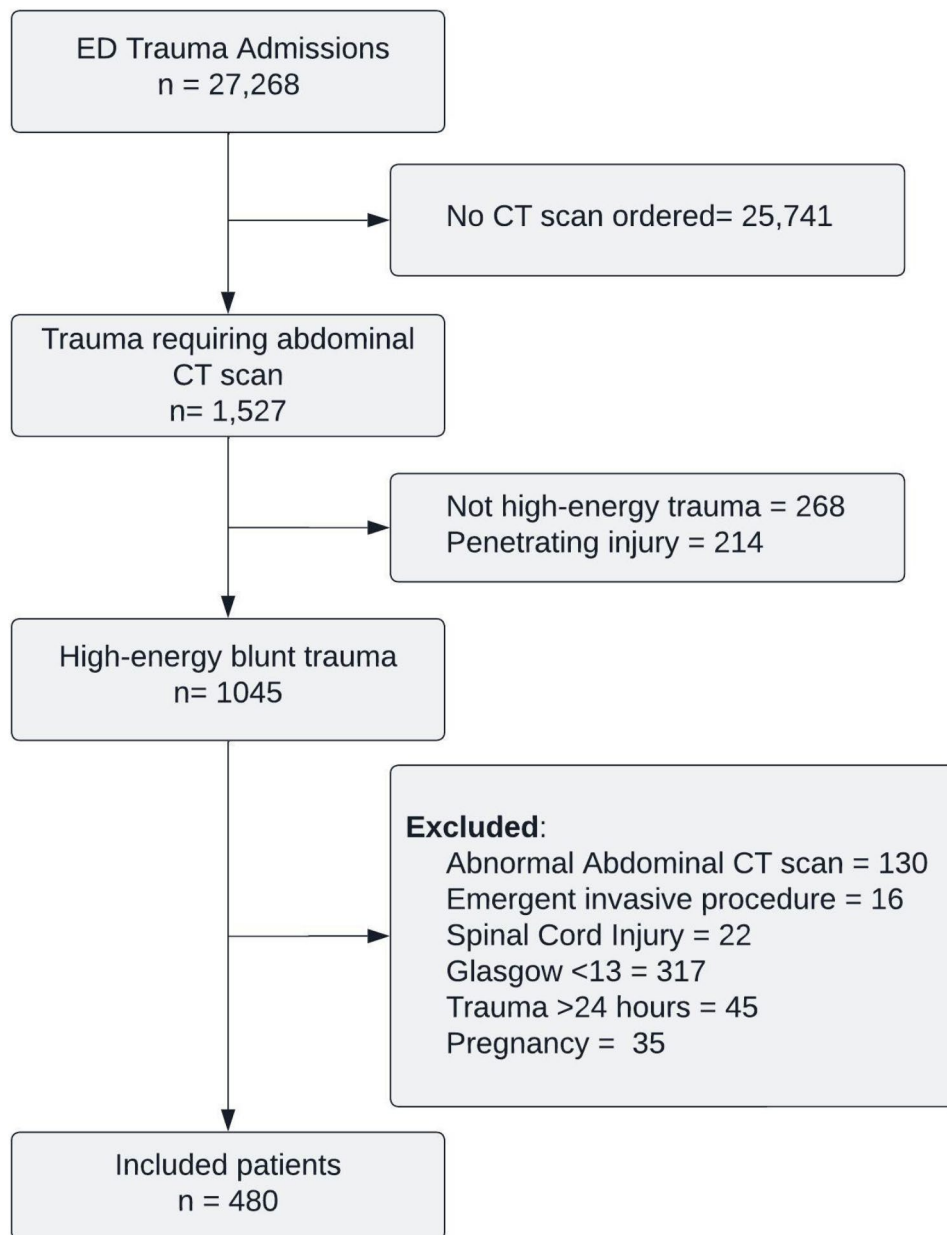 ED Trauma Admissions
n = 27,268
No CT scan ordered= 25,741
Trauma requiring abdominal
CT scan
n= 1,527
Not high-energy trauma = 268
Penetrating injury = 214
High-energy blunt trauma
n= 1045
Excluded:
Abnormal Abdominal CT scan = 130
Emergent invasive procedure = 16
Spinal Cord Injury = 22
Glasgow <13 = 317
Trauma >24 hours = 45
Pregnancy =  35
Included patients
n = 480